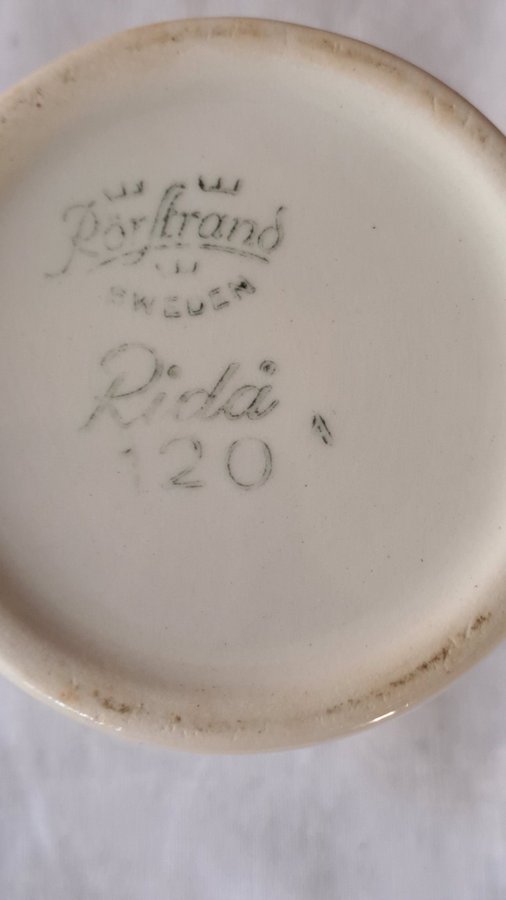 Rörstrand
SWEDEN
Ridå
120